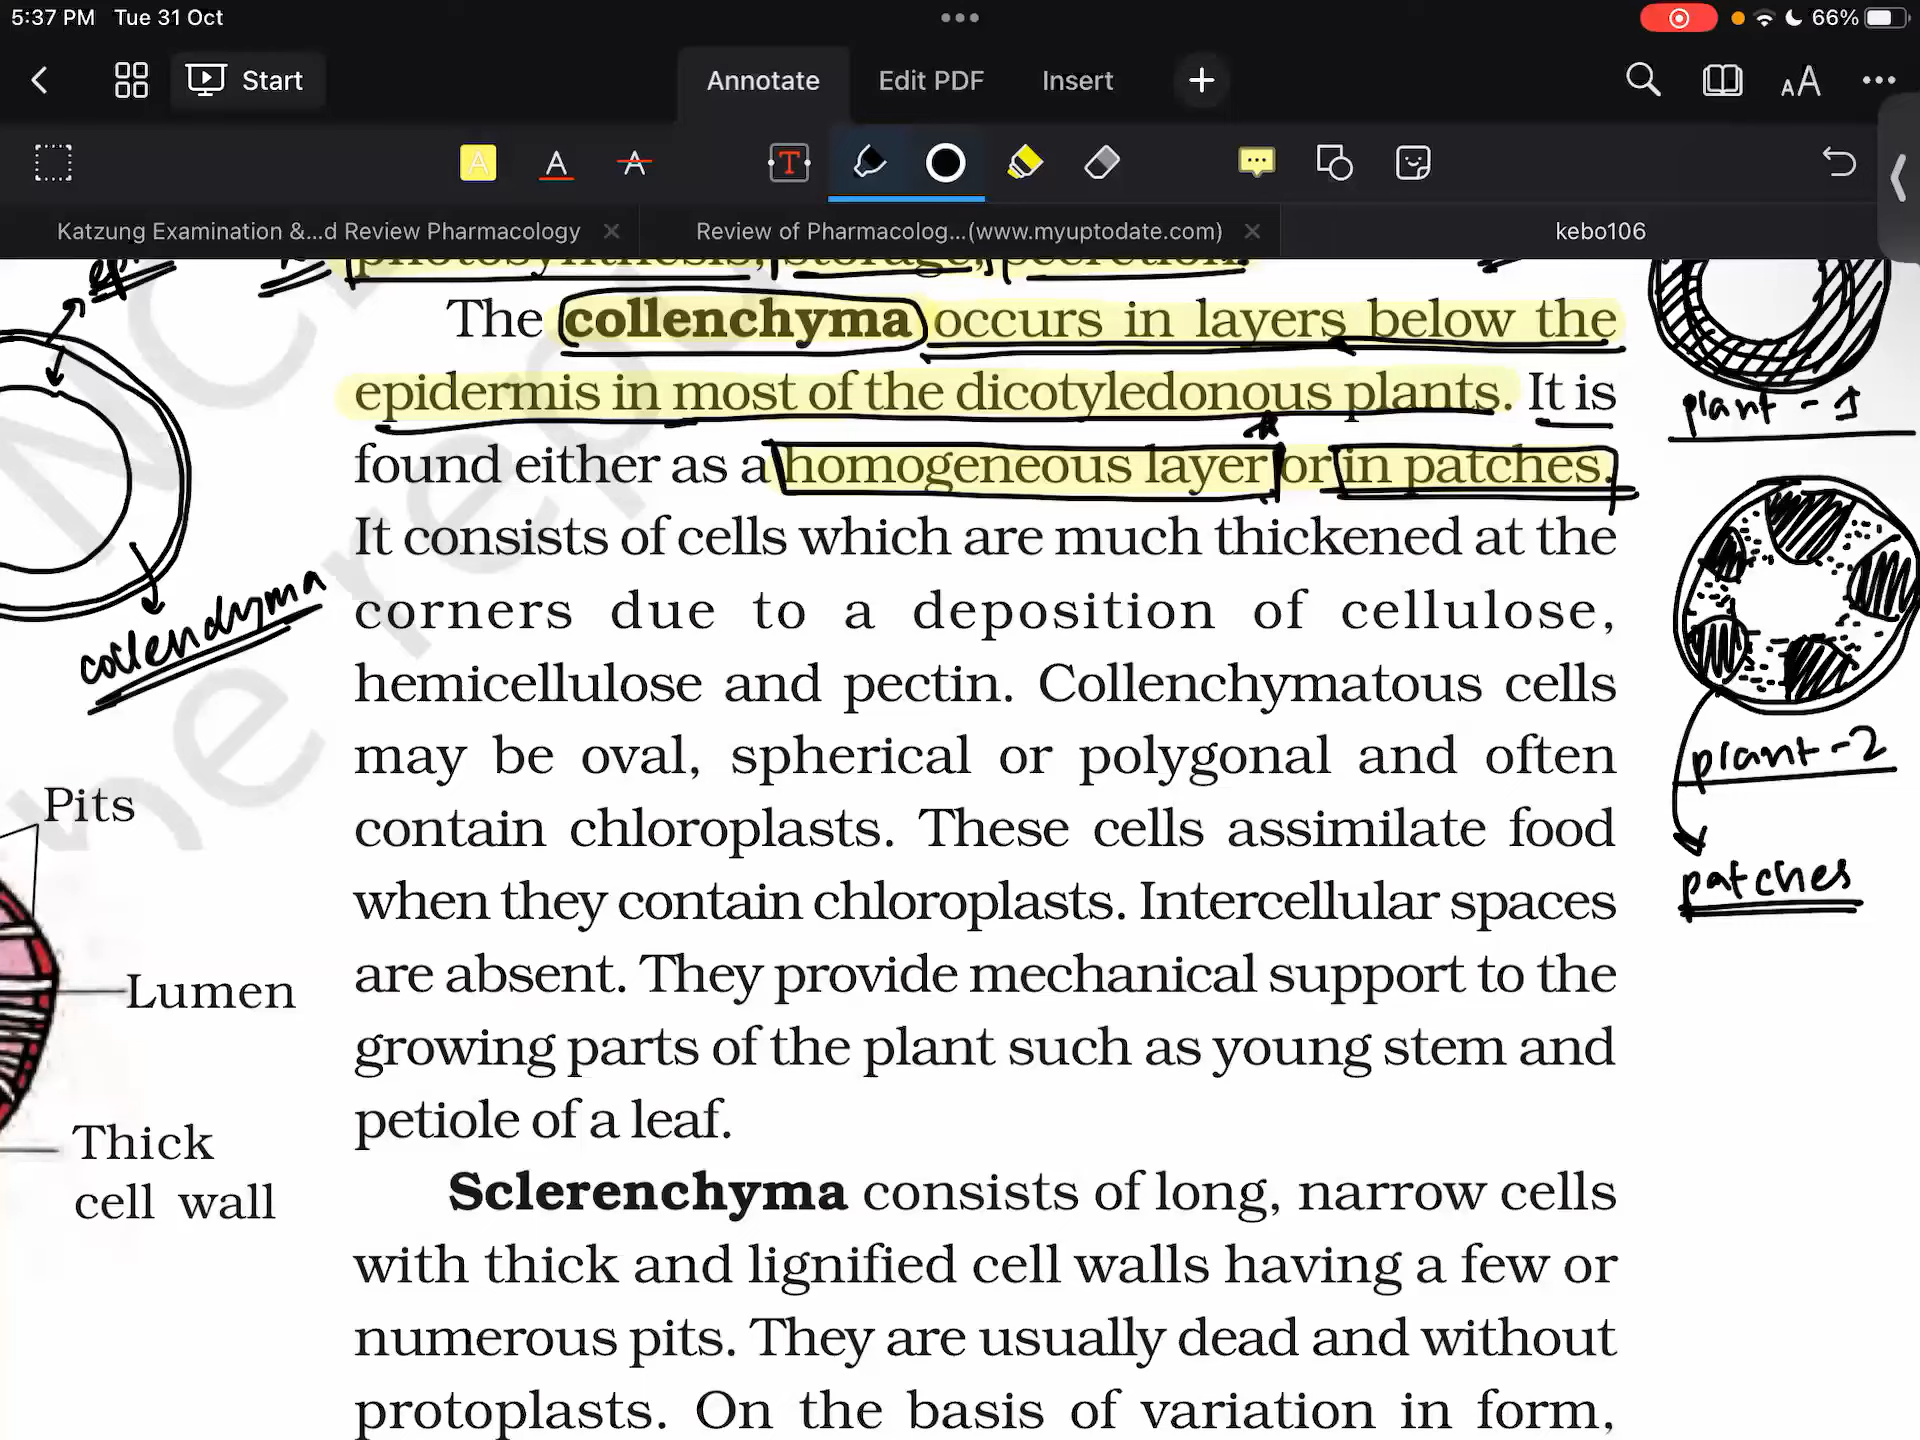 5:37 PM Tue 31 Oct
66%
Start
Annotate
Edit PDF
Insert
AA
A A A T
Katzung Examination &...d Review Pharmacology
Review of Pharmacolog...(www.myuptodate.com)
kebo106
photosynthesis, storage, secretion.
The collenchyma occurs in layers below the
epidermis in most of the dicotyledonous plants. It is
found either as a homogeneous layer or in patches.
It consists of cells which are much thickened at the
corners due to a deposition of cellulose,
hemicellulose and pectin. Collenchymatous cells
may be oval, spherical or polygonal and often
contain chloroplasts. These cells assimilate food
when they contain chloroplasts. Intercellular spaces
are absent. They provide mechanical support to the
growing parts of the plant such as young stem and
petiole of a leaf.
Sclerenchyma consists of long, narrow cells
with thick and lignified cell walls having a few or
numerous pits. They are usually dead and without
protoplasts. On the basis of variation in form,
collenchyma
Pits
Lumen
Thick
cell wall
plant - 1
plant - 2
patches